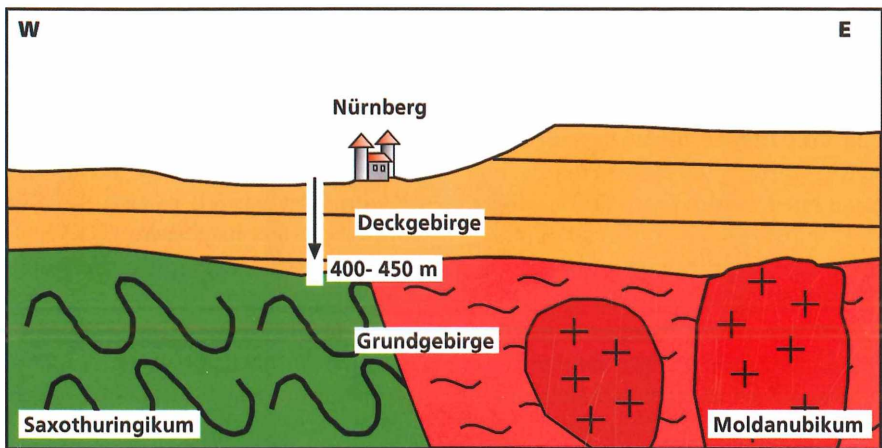 W
E
Nürnberg
Deckgebirge
400- 450 m
Grundgebirge
Saxothuringikum
Moldanubikum